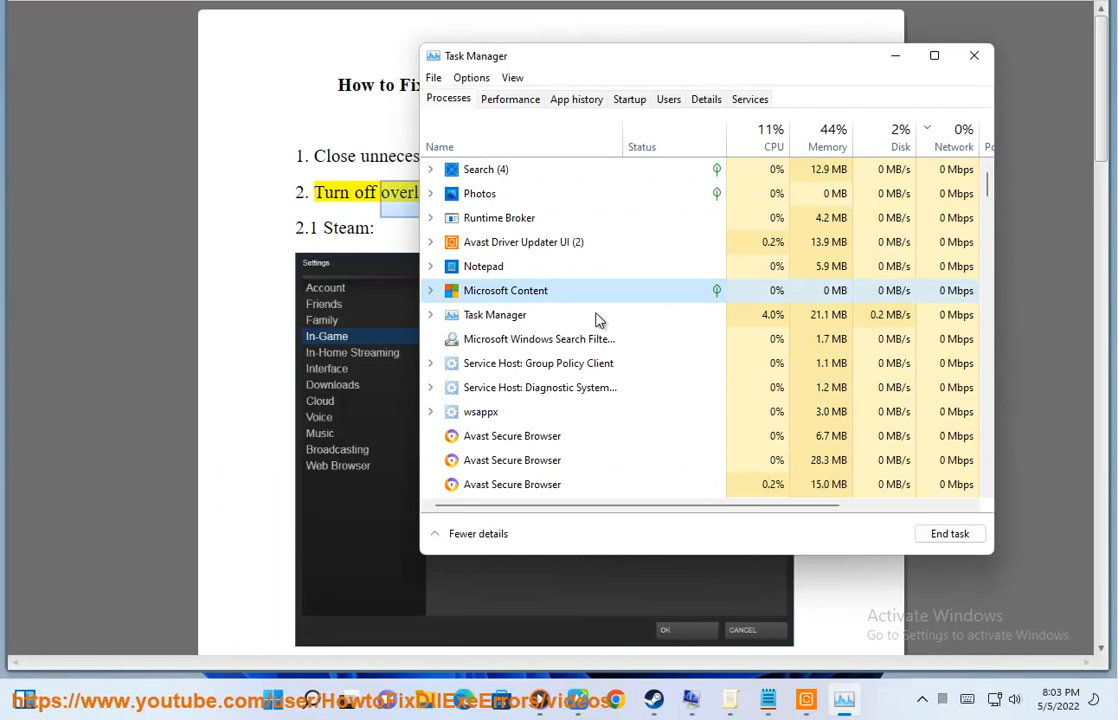 How to Fi
1. Close unneces
2. Turn off overl
2.1 Steam:
Settings
Account
Friends
Family
In-Game
In-Home Streaming
Interface
Downloads
Cloud
Voice
Music
Broadcasting
Web Browser
OK
CANCEL
Task Manager
File Options View
Processes Performance App history Startup Users Details Services
11% 44% 2% 0%
Name Status CPU Memory Disk Network Po
Search (4) 0% 12.9 MB 0 MB/s 0 Mbps
Photos 0% 0 MB 0 MB/s 0 Mbps
Runtime Broker 0% 4.2 MB 0 MB/s 0 Mbps
Avast Driver Updater UI (2) 0.2% 13.9 MB 0 MB/s 0 Mbps
Notepad 0% 5.9 MB 0 MB/s 0 Mbps
Microsoft Content 0% 0 MB 0 MB/s 0 Mbps
Task Manager 4.0% 21.1 MB 0.2 MB/s 0 Mbps
Microsoft Windows Search Filte... 0% 1.7 MB 0 MB/s 0 Mbps
Service Host: Group Policy Client 0% 1.1 MB 0 MB/s 0 Mbps
Service Host: Diagnostic System... 0% 1.2 MB 0 MB/s 0 Mbps
wsappx 0% 3.0 MB 0 MB/s 0 Mbps
Avast Secure Browser 0% 6.7 MB 0 MB/s 0 Mbps
Avast Secure Browser 0% 28.3 MB 0 MB/s 0 Mbps
Avast Secure Browser 0.2% 15.0 MB 0 MB/s 0 Mbps
Fewer details
End task
Activate Windows
Go to Settings to activate Windows.
https://www.youtube.com/user/HowtoFixDllExeErrors/videos
8:03 PM
5/5/2022